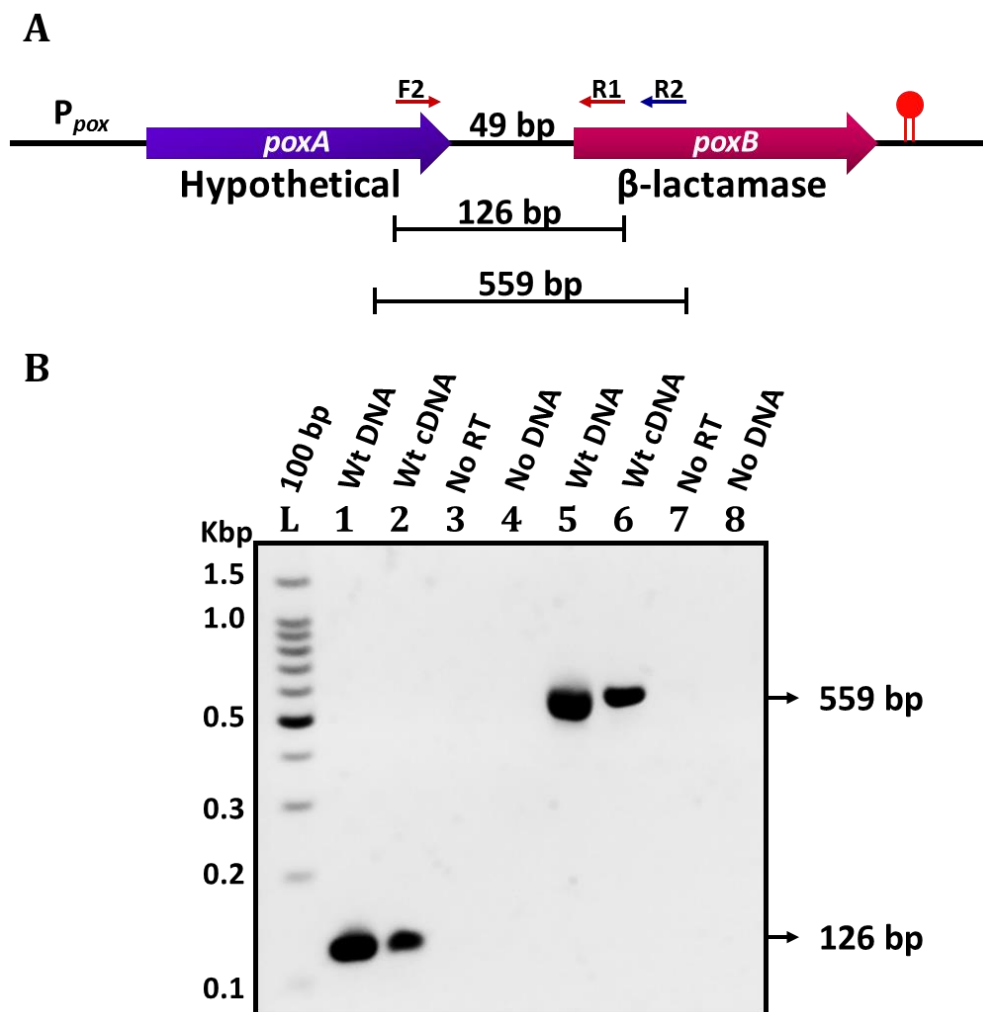 A
F2 R1 R2
Ppox 49 bp
poxA poxB
Hypothetical β-lactamase
126 bp
559 bp
B
100 bp Wt DNA Wt cDNA No RT No DNA Wt DNA Wt cDNA No RT No DNA
L 1 2 3 4 5 6 7 8
Kbp
1.5
1.0
559 bp
0.5
0.3
0.2
126 bp
0.1